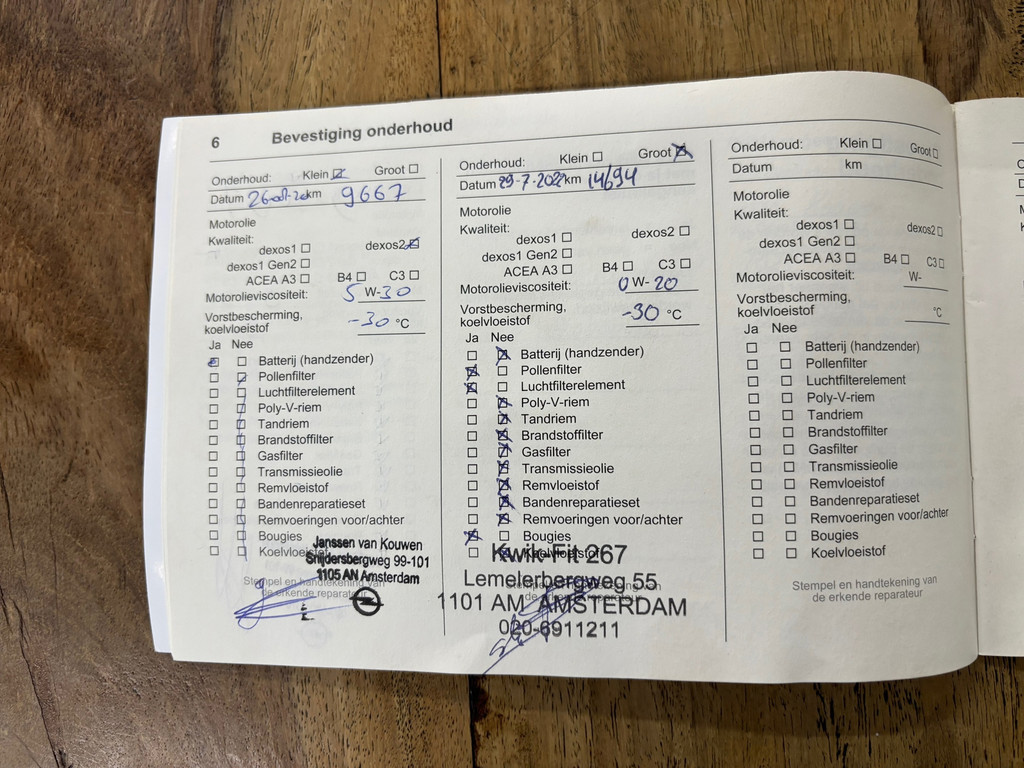 6 Bevestiging onderhoud
Onderhoud: Klein Groot
Datum km 9667
Motorolie
Kwaliteit:
dexos1 dexos2
dexos1 Gen2
ACEA A3 B4 C3
Motorolieviscositeit: 5 W-30
Vorstbescherming,
koelvloeistof -30 °C
Ja Nee
Batterij (handzender)
Pollenfilter
Luchtfilterelement
Poly-V-riem
Tandriem
Brandstoffilter
Gasfilter
Transmissieolie
Remvloeistof
Bandenreparatieset
Remvoeringen voor/achter
Bougies
Koelvloeistof
Janssen van Kouwen
Snijdersbergweg 99-101
1105 AN Amsterdam
Stempel en handtekening van
de erkende reparateur
Onderhoud: Klein Groot
Datum 29-7-2022 km 14694
Motorolie
Kwaliteit:
dexos1 dexos2
dexos1 Gen2
ACEA A3 B4 C3
Motorolieviscositeit: 0 W-20
Vorstbescherming,
koelvloeistof -30 °C
Ja Nee
Batterij (handzender)
Pollenfilter
Luchtfilterelement
Poly-V-riem
Tandriem
Brandstoffilter
Gasfilter
Transmissieolie
Remvloeistof
Bandenreparatieset
Remvoeringen voor/achter
Bougies
Koelvloeistof
Kwik-Fit 267
Lemelerbergweg 55
1101 AM AMSTERDAM
020-6911211
Onderhoud: Klein Groot
Datum km
Motorolie
Kwaliteit:
dexos1 dexos2
dexos1 Gen2
ACEA A3 B4 C3
Motorolieviscositeit: W-
Vorstbescherming,
koelvloeistof °C
Ja Nee
Batterij (handzender)
Pollenfilter
Luchtfilterelement
Poly-V-riem
Tandriem
Brandstoffilter
Gasfilter
Transmissieolie
Remvloeistof
Bandenreparatieset
Remvoeringen voor/achter
Bougies
Koelvloeistof
Stempel en handtekening van
de erkende reparateur